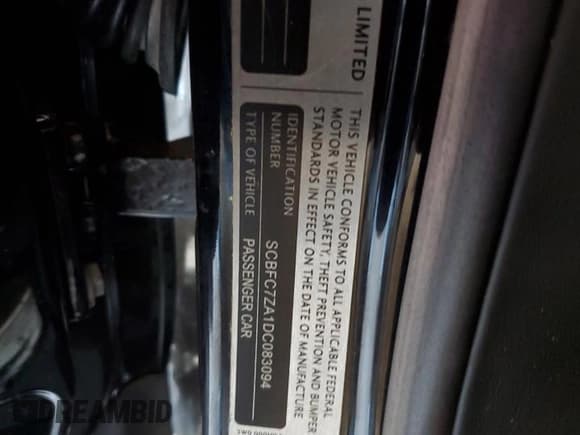 LIMITED
THIS VEHICLE CONFORMS TO ALL APPLICABLE FEDERAL
MOTOR VEHICLE SAFETY, THEFT PREVENTION AND BUMPER
STANDARDS IN EFFECT ON THE DATE OF MANUFACTURE
IDENTIFICATION
NUMBER SCBFC7ZA1DC083094
TYPE OF VEHICLE PASSENGER CAR
DREAMBID